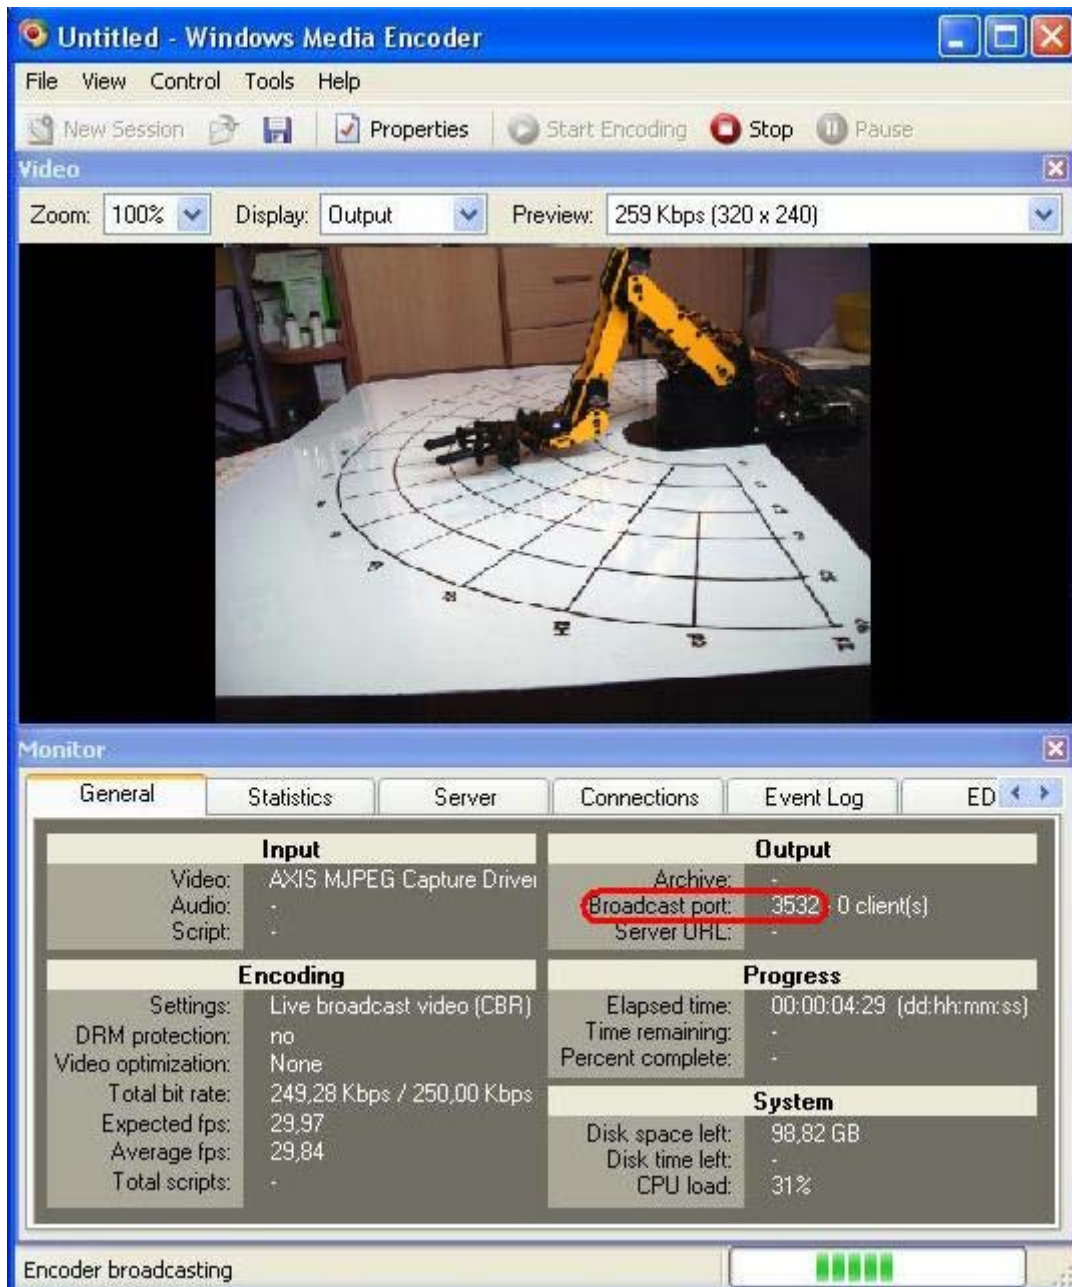 Untitled - Windows Media Encoder
File View Control Tools Help
New Session Properties Start Encoding Stop Pause
Video
Zoom: 100% Display: Output Preview: 259 Kbps (320 x 240)
Monitor
General Statistics Server Connections Event Log ED
Input
Video: AXIS MJPEG Capture Driver
Audio: -
Script: -
Encoding
Settings: Live broadcast video (CBR)
DRM protection: no
Video optimization: None
Total bit rate: 249,28 Kbps / 250,00 Kbps
Expected fps: 29,97
Average fps: 29,84
Total scripts: -
Output
Archive: -
Broadcast port: 3532 - 0 client(s)
Server URL: -
Progress
Elapsed time: 00:00:04:29 (dd:hh:mm:ss)
Time remaining: -
Percent complete: -
System
Disk space left: 98,82 GB
Disk time left: -
CPU load: 31%
Encoder broadcasting